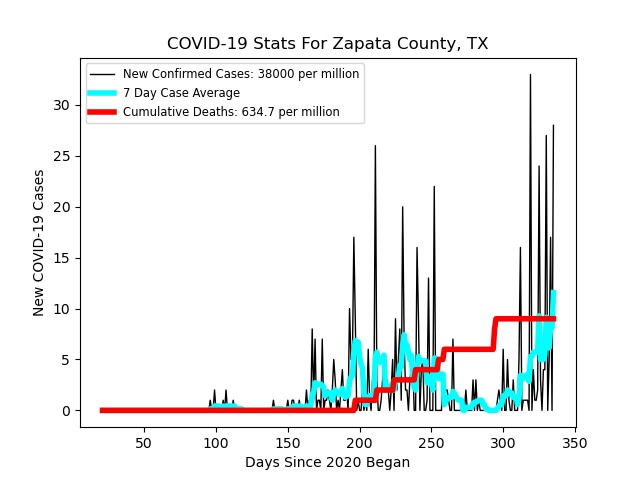 COVID-19 Stats For Zapata County, TX
New Confirmed Cases: 38000 per million
7 Day Case Average
Cumulative Deaths: 634.7 per million
New COVID-19 Cases
30
25
20
15
10
5
0
50
100
150
200
250
300
350
Days Since 2020 Began